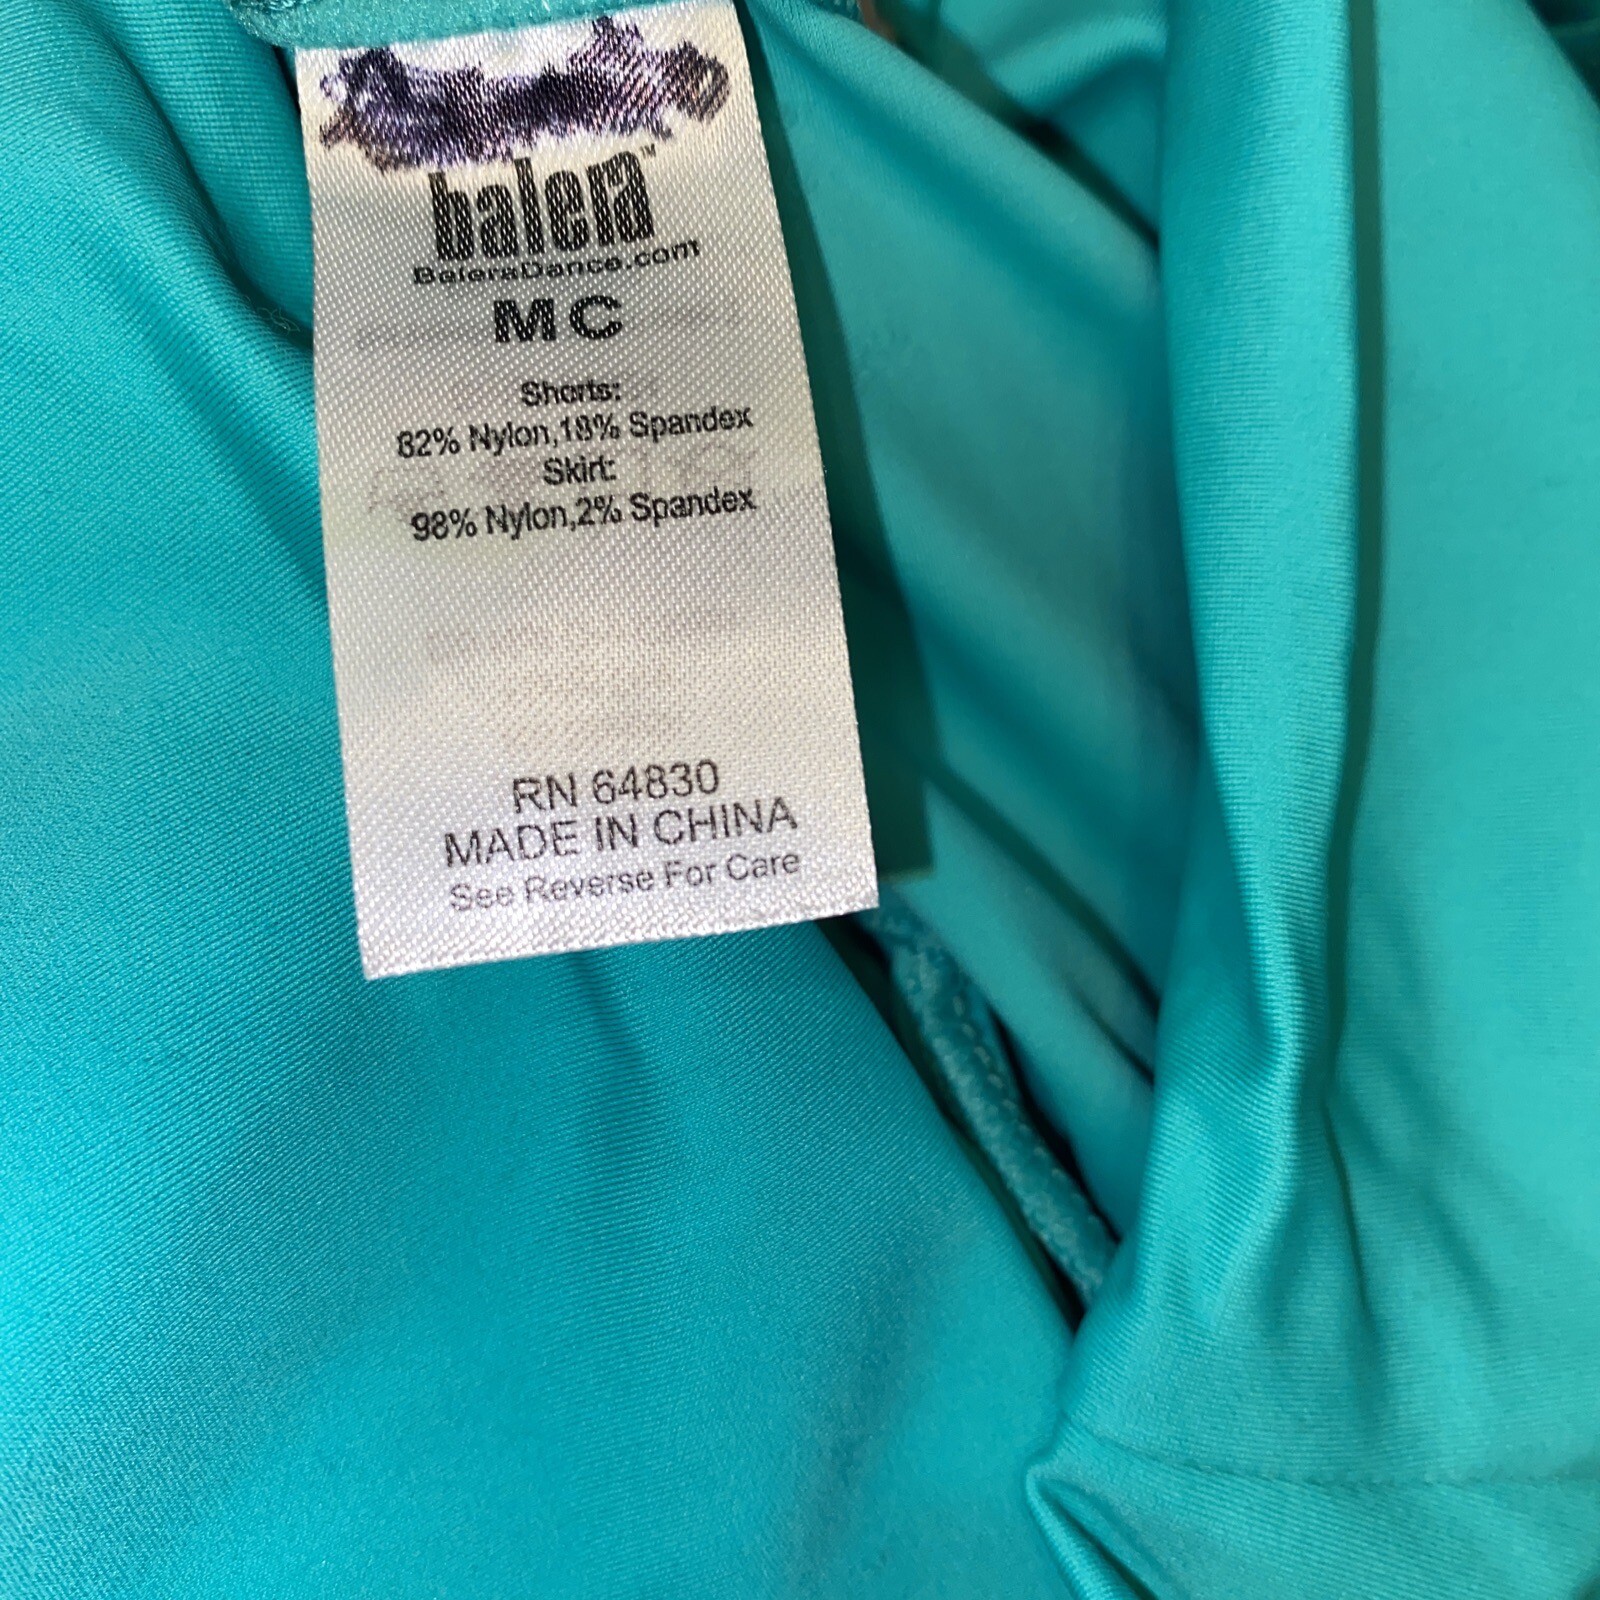 balera™
BaleraDance.com
MC
Shorts:
82% Nylon,18% Spandex
Skirt:
98% Nylon,2% Spandex
RN 64830
MADE IN CHINA
See Reverse For Care